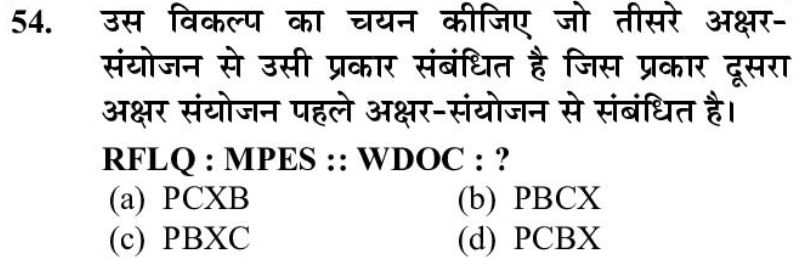 54. उस विकल्प का चयन कीजिए जो तीसरे अक्षर-
संयोजन से उसी प्रकार संबंधित है जिस प्रकार दूसरा
अक्षर संयोजन पहले अक्षर-संयोजन से संबंधित है।
RFLQ : MPES :: WDOC : ?
(a) PCXB (b) PBCX
(c) PBXC (d) PCBX